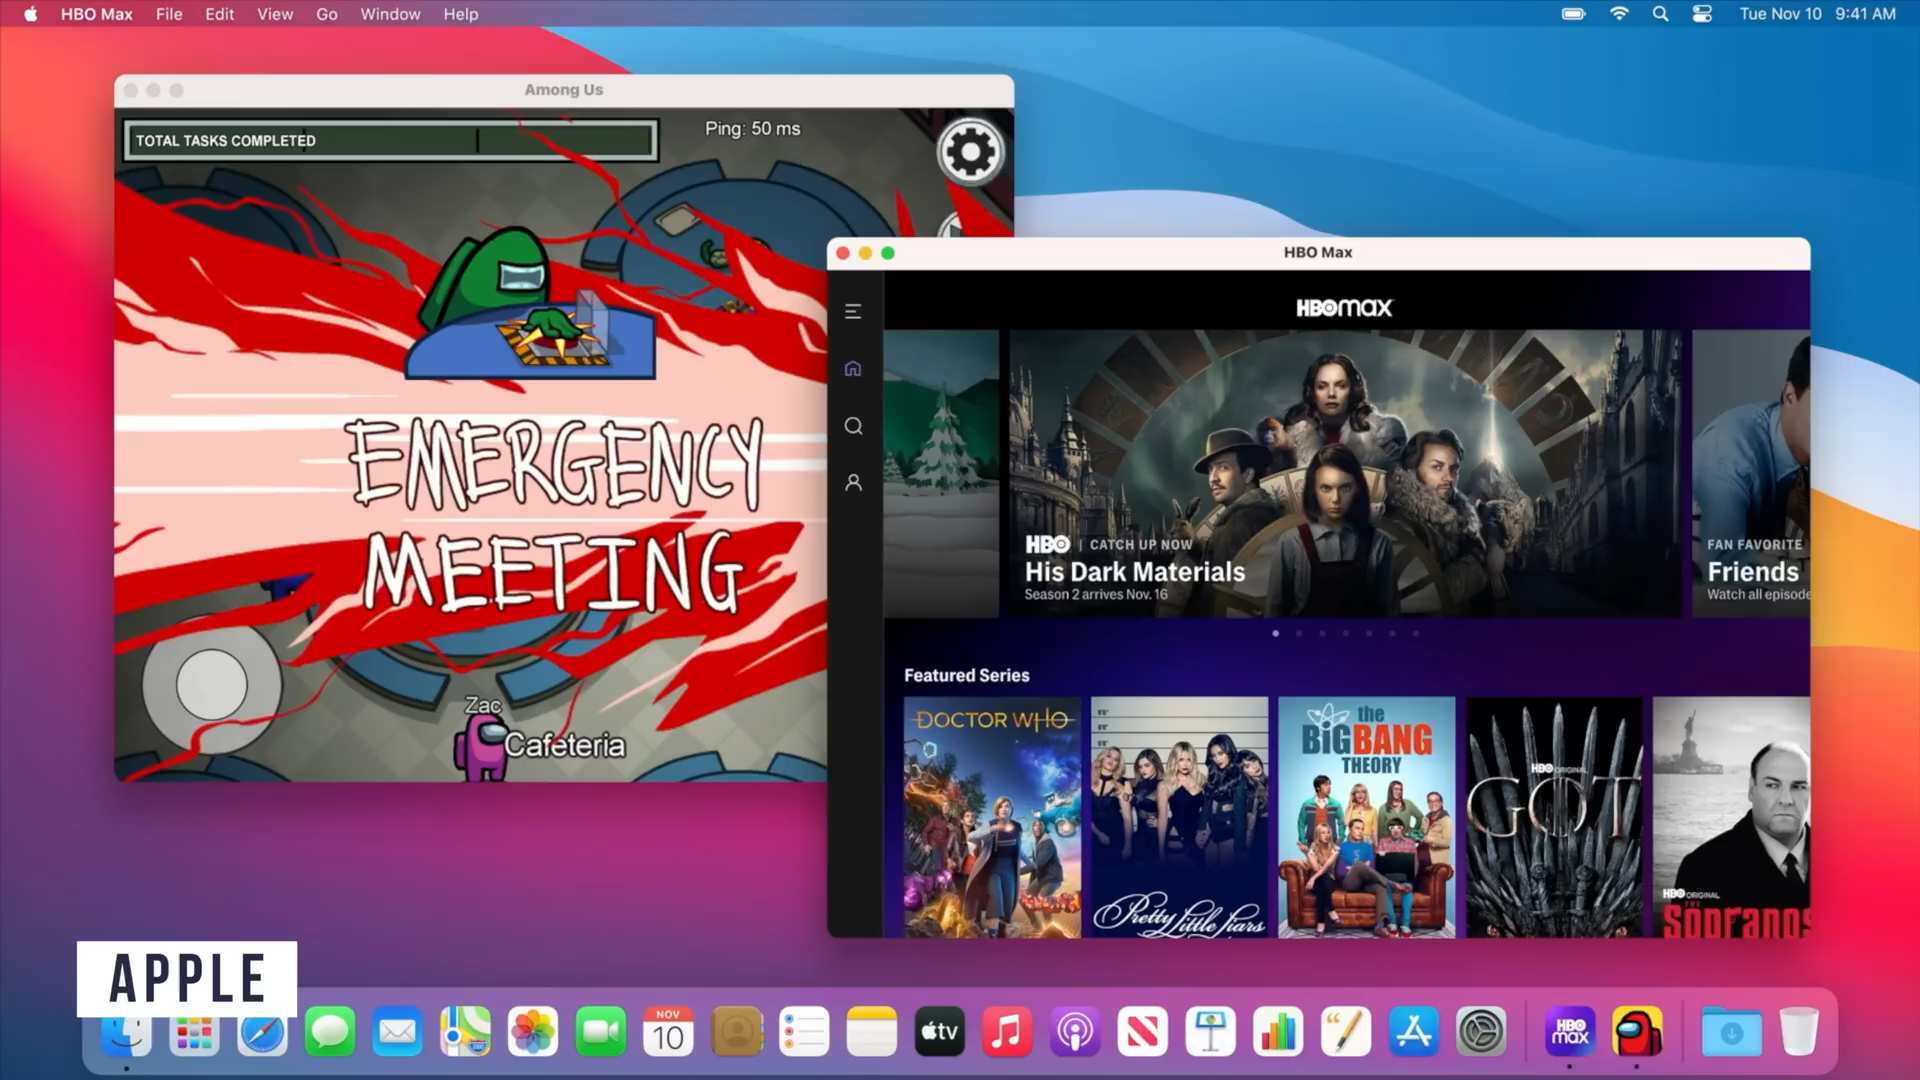 HBO Max File Edit View Go Window Help
Tue Nov 10 9:41 AM
Among Us
TOTAL TASKS COMPLETED
Ping: 50 ms
EMERGENCY
MEETING
Zac
Cafeteria
HBO Max
HBOMAX
HBO | CATCH UP NOW
His Dark Materials
Season 2 arrives Nov. 16
FAN FAVORITE
Friends
Watch all episode
Featured Series
DOCTOR WHO
Pretty Little Liars
the
BIGBANG
THEORY
HBO ORIGINAL
GOT
HBO ORIGINAL
THE
Sopranos
APPLE
NOV
10
tv
HBO
max